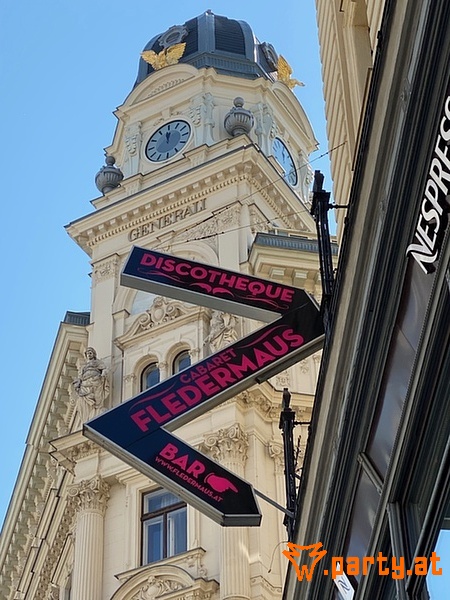 GENERALI
DISCOTHEQUE
CABARET
FLEDERMAUS
BAR
WWW.FLEDERMAUS.AT
NESPRESSO
w.party.at